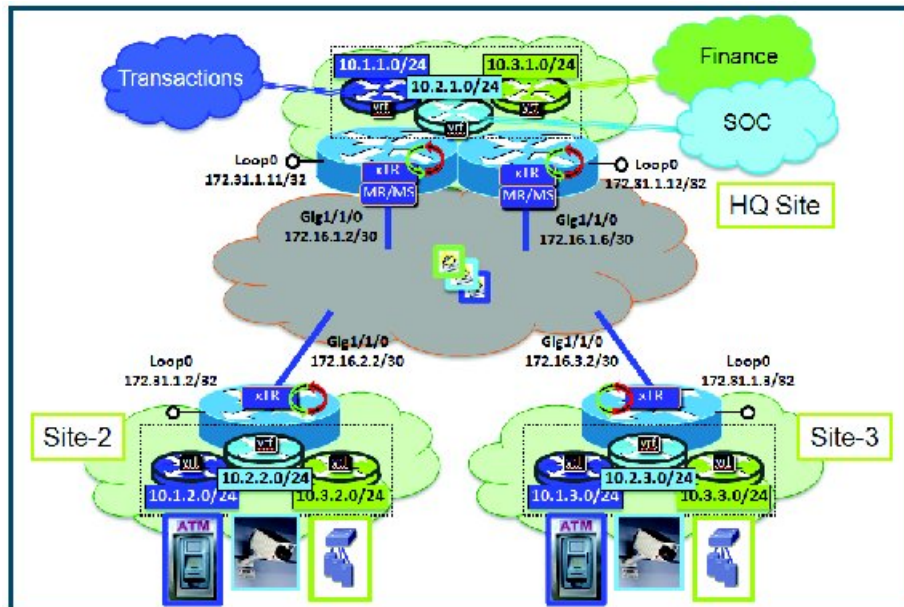 Transactions
10.1.1.0/24
10.3.1.0/24
10.2.1.0/24
Finance
SOC
vrf
vrf
vrf
Loop0
172.31.1.11/32
xTR
MR/MS
xTR
MR/MS
Loop0
172.31.1.12/32
HQ Site
Gig1/1/0
172.16.1.2/30
Gig1/1/0
172.16.1.6/30
Gig1/1/0
172.16.2.2/30
Gig1/1/0
172.16.3.2/30
Loop0
172.31.1.2/32
xTR
Loop0
172.31.1.3/32
xTR
Site-2
vrf
vrf
vrf
10.1.2.0/24
10.2.2.0/24
10.3.2.0/24
ATM
Site-3
vrf
vrf
vrf
10.1.3.0/24
10.2.3.0/24
10.3.3.0/24
ATM